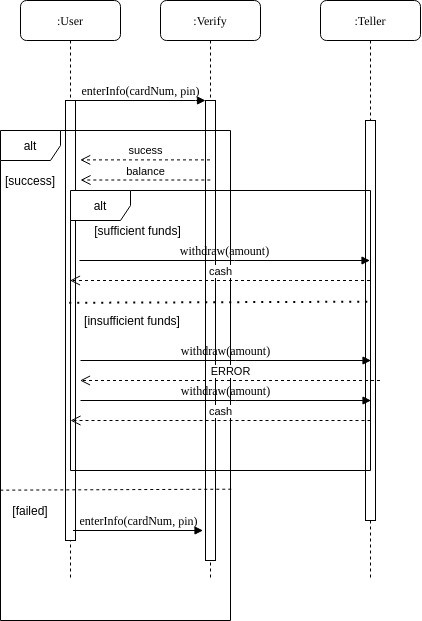 :User
:Verify
:Teller
enterInfo(cardNum, pin)
alt
sucess
balance
[success]
alt
[sufficient funds]
withdraw(amount)
cash
[insufficient funds]
withdraw(amount)
ERROR
withdraw(amount)
cash
[failed]
enterInfo(cardNum, pin)